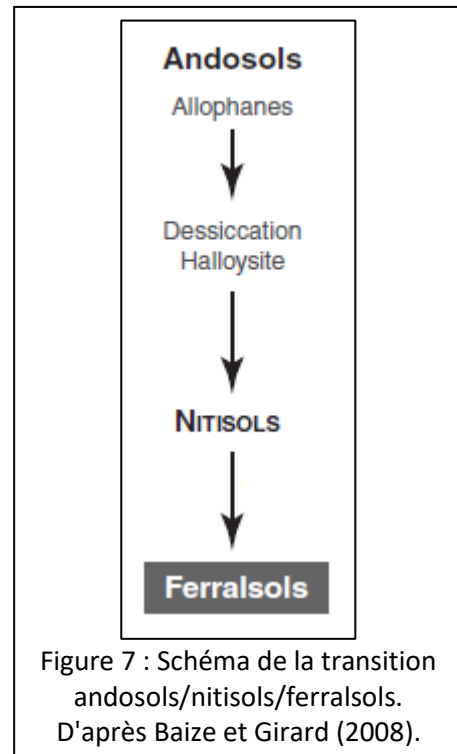 Andosols
Allophanes
Dessiccation
Halloysite
NITISOLS
Ferralsols
Figure 7 : Schéma de la transition
andosols/nitisols/ferralsols.
D'après Baize et Girard (2008).